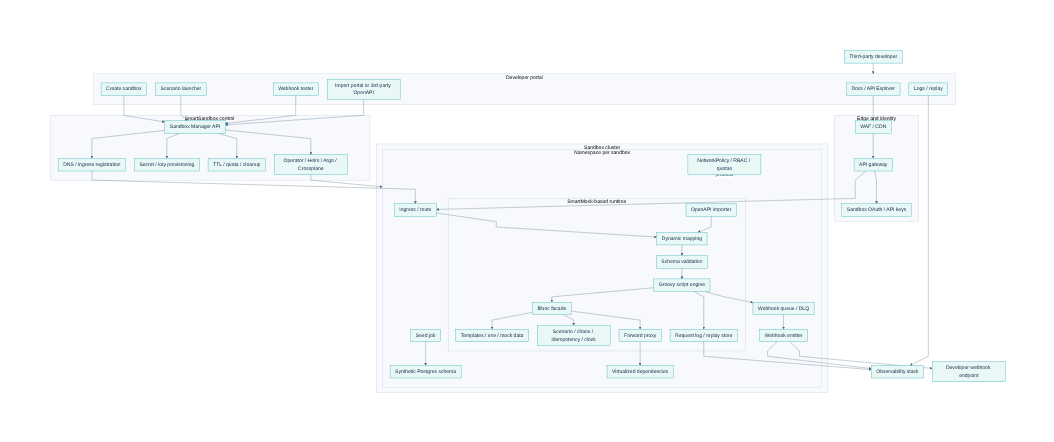 Third-party developer
Developer portal
Create sandbox
Scenario launcher
Webhook tester
Import portal or 3rd-party
OpenAPI
Docs / API Explorer
Logs / replay
SmartSandbox control
Sandbox Manager API
Edge and identity
WAF / CDN
DNS / Ingress registration
Secret / key provisioning
TTL / quota / cleanup
Operator / Helm / Argo /
Crossplane
Sandbox cluster
Namespace per sandbox
NetworkPolicy / RBAC /
quotas
API gateway
SmartMock-based runtime
Ingress / route
OpenAPI importer
Sandbox OAuth / API keys
Dynamic mapping
Schema validation
Groovy script engine
Bfunc facade
Webhook queue / DLQ
Seed job
Templates / env / mock data
Scenario / chaos /
idempotency / clock
Forward proxy
Request log / replay store
Webhook emitter
Synthetic Postgres schema
Virtualized dependencies
Observability stack
Developer webhook
endpoint